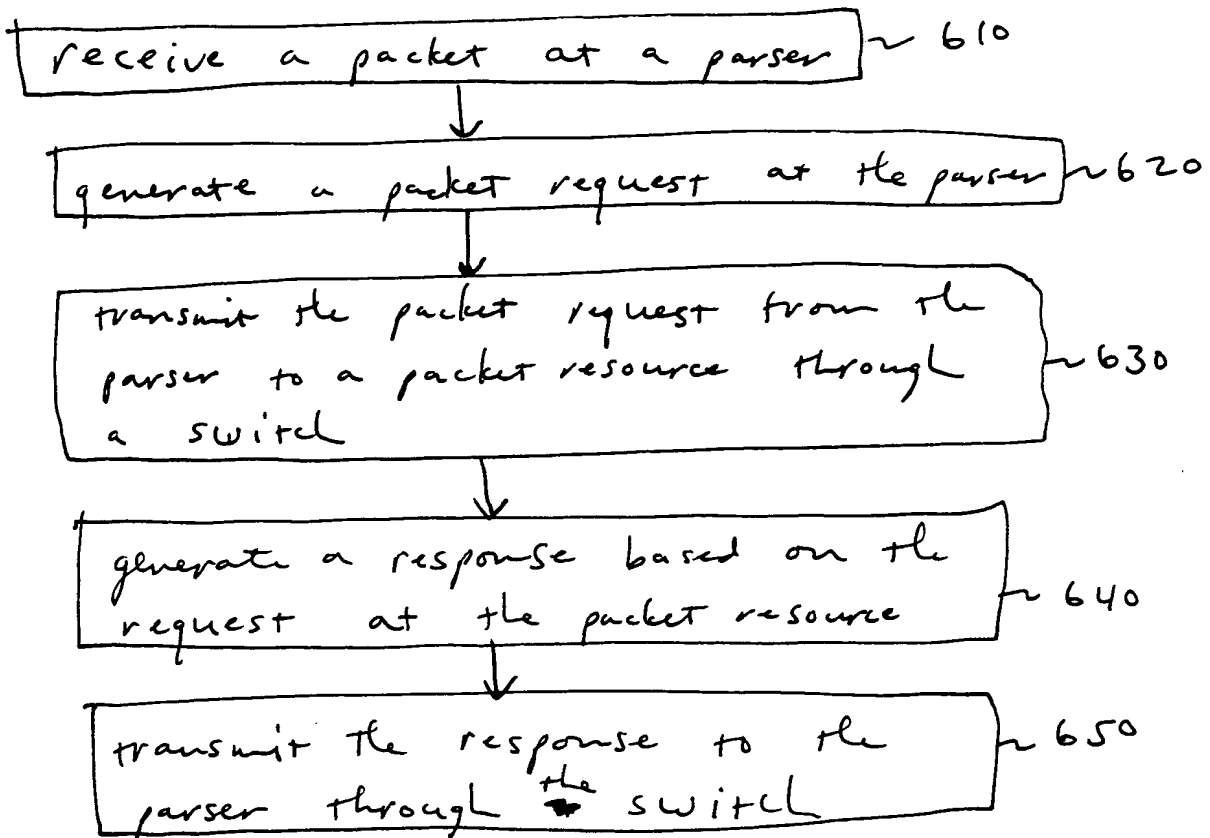 receive a packet at a parser ~ 610
generate a packet request at the parser ~ 620
transmit the packet request from the
parser to a packet resource through ~ 630
a switch
generate a response based on the
request at the packet resource ~ 640
transmit the response to the ~ 650
parser through the switch